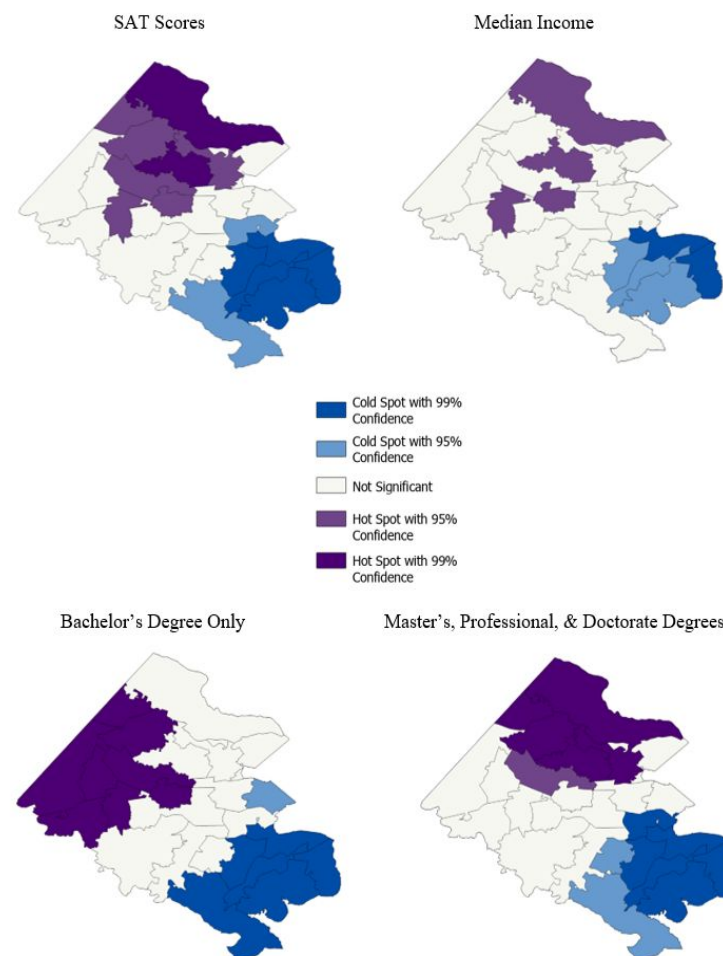 SAT Scores
Median Income
Cold Spot with 99%
Confidence
Cold Spot with 95%
Confidence
Not Significant
Hot Spot with 95%
Confidence
Hot Spot with 99%
Confidence
Bachelor's Degree Only
Master's, Professional, & Doctorate Degrees